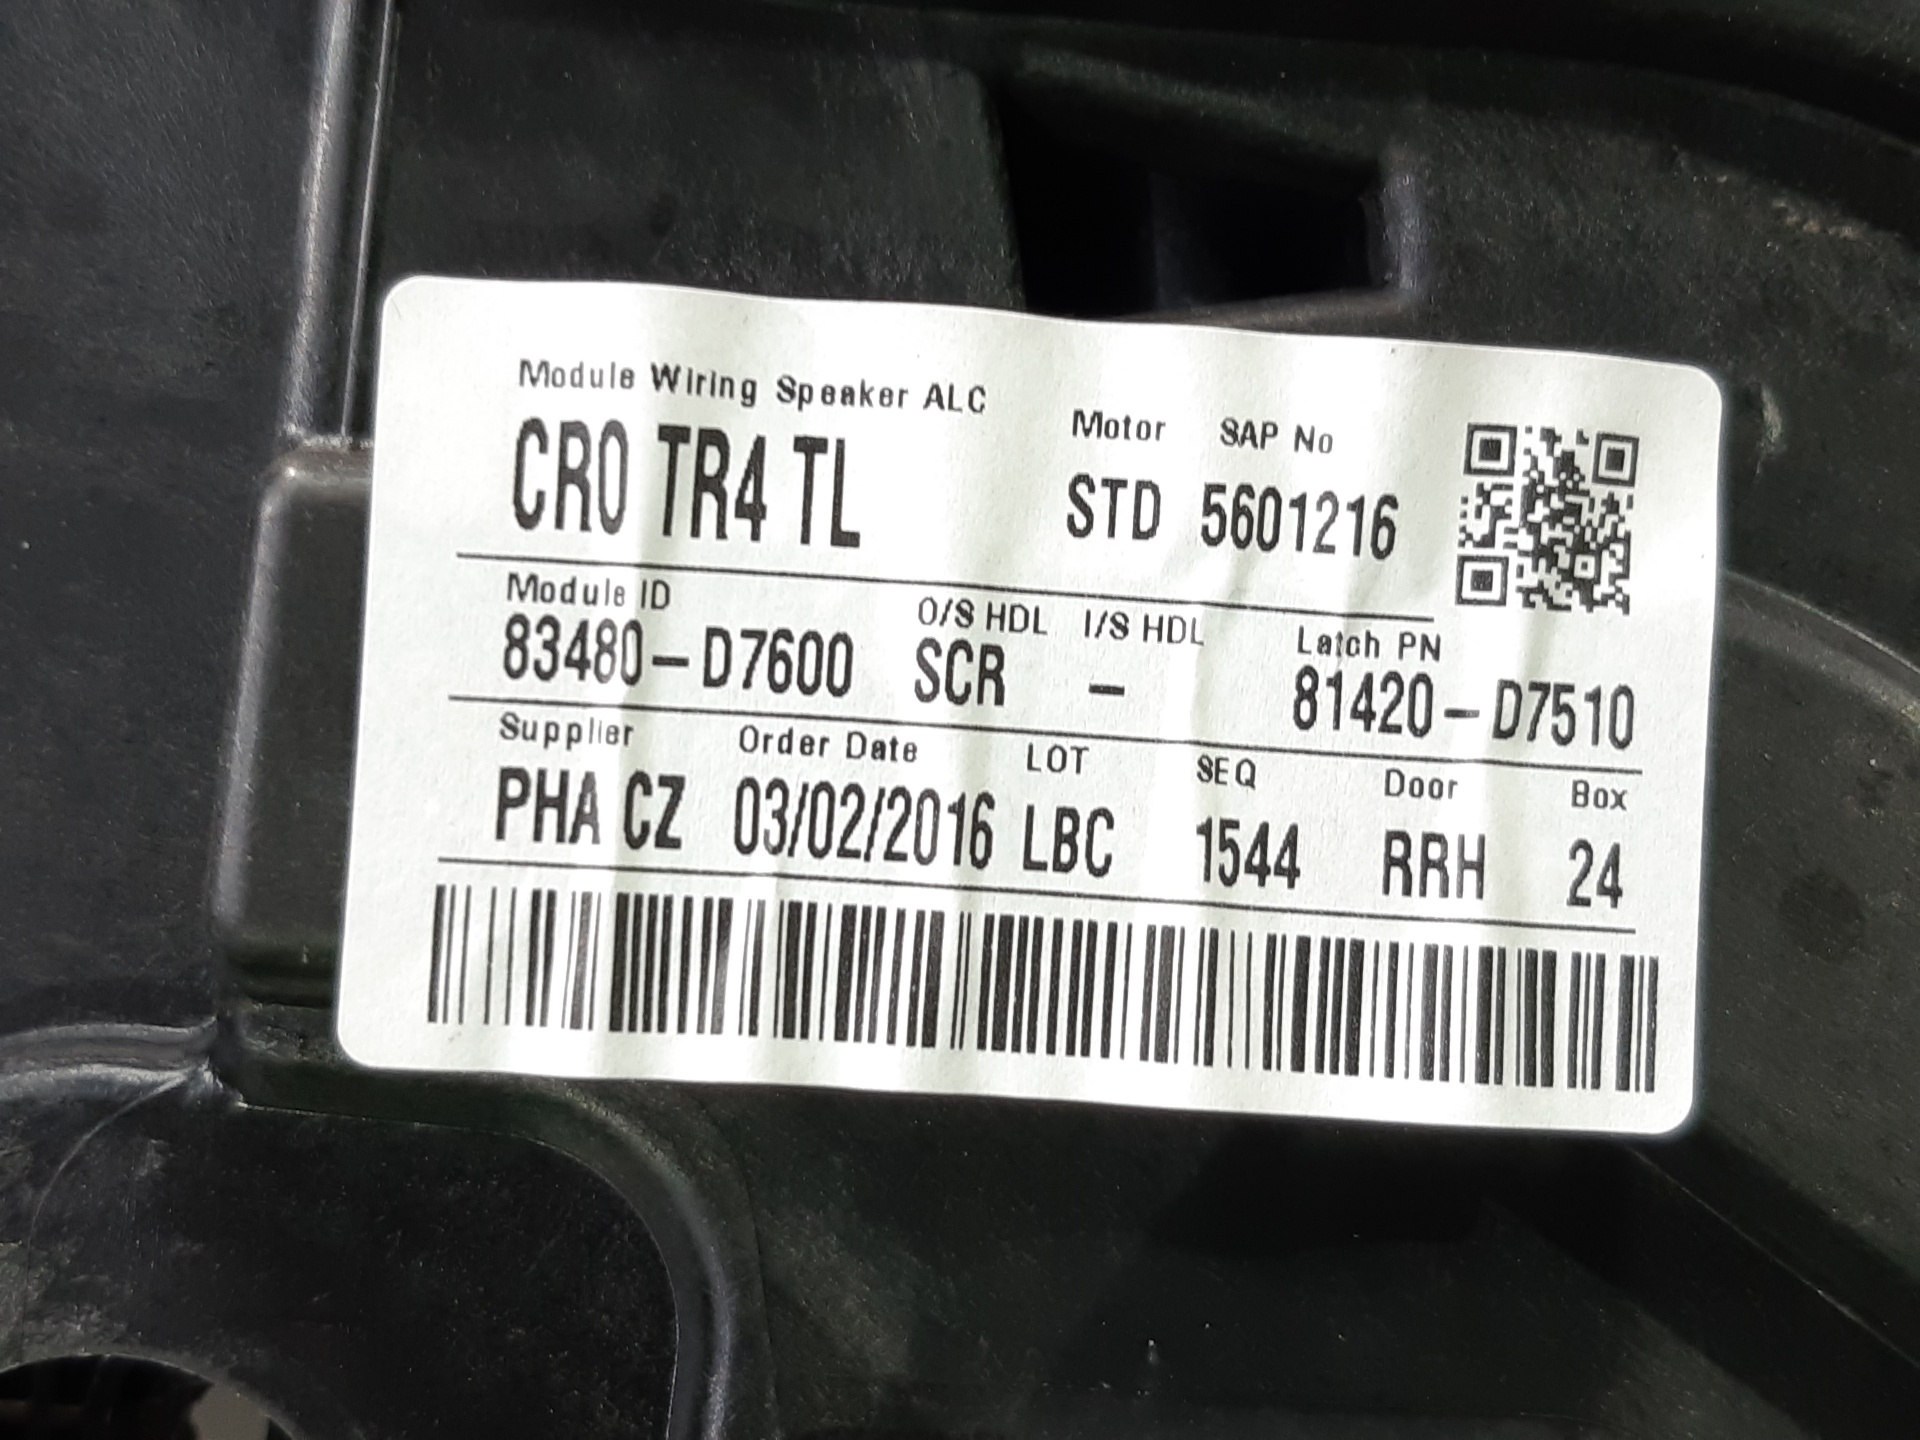 Module Wiring Speaker ALC Motor SAP No
CR0 TR4 TL STD 5601216
Module ID O/S HDL I/S HDL Latch PN
83480-D7600 SCR - 81420-D7510
Supplier Order Date LOT SEQ Door Box
PHA CZ 03/02/2016 LBC 1544 RRH 24